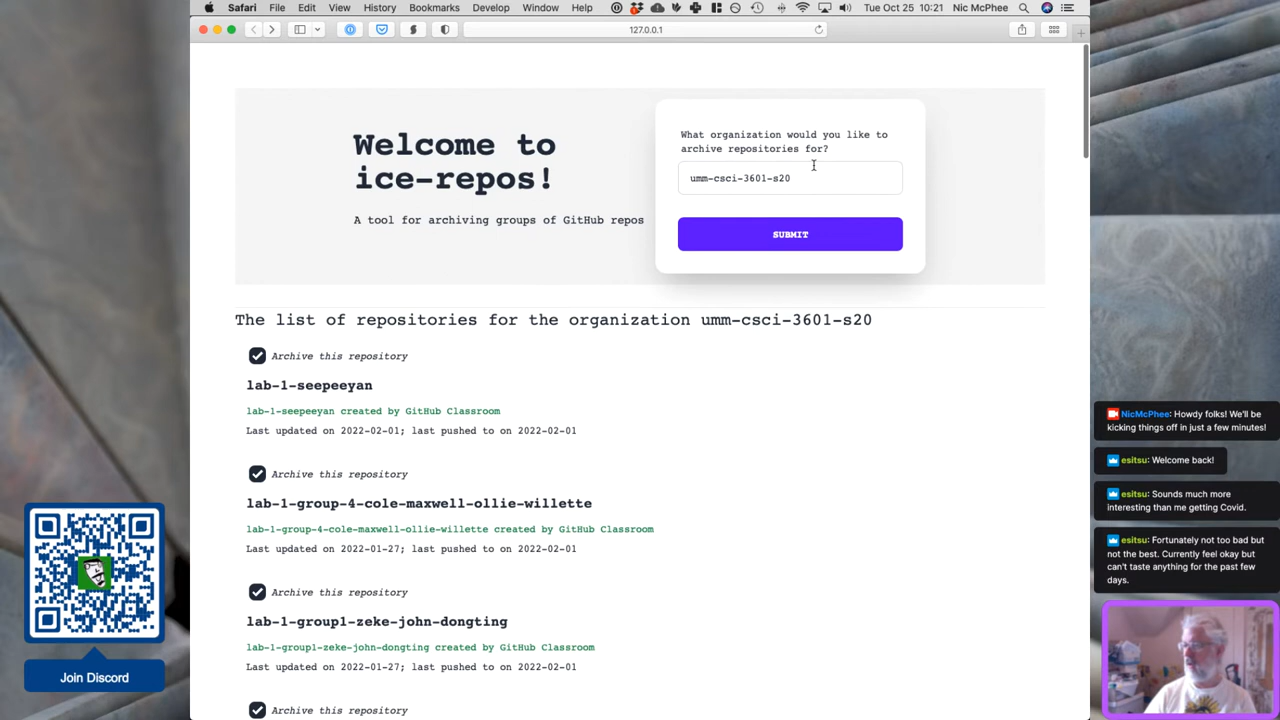 Safari File Edit View History Bookmarks Develop Window Help Tue Oct 25 10:21 Nic McPhee
127.0.0.1
Welcome to
ice-repos!
A tool for archiving groups of GitHub repos
What organization would you like to
archive repositories for?
umm-csci-3601-s20
SUBMIT
The list of repositories for the organization umm-csci-3601-s20
Archive this repository
lab-1-seepeeyan
lab-1-seepeeyan created by GitHub Classroom
Last updated on 2022-02-01; last pushed to on 2022-02-01
Archive this repository
lab-1-group-4-cole-maxwell-ollie-willette
lab-1-group-4-cole-maxwell-ollie-willette created by GitHub Classroom
Last updated on 2022-01-27; last pushed to on 2022-02-01
Archive this repository
lab-1-group1-zeke-john-dongting
lab-1-group1-zeke-john-dongting created by GitHub Classroom
Last updated on 2022-01-27; last pushed to on 2022-02-01
Archive this repository
NicMcPhee: Howdy folks! We'll be
kicking things off in just a few minutes!
esitsu: Welcome back!
esitsu: Sounds much more
interesting than me getting Covid.
esitsu: Fortunately not too bad but
not the best. Currently feel okay but
can't taste anything for the past few
days.
Join Discord